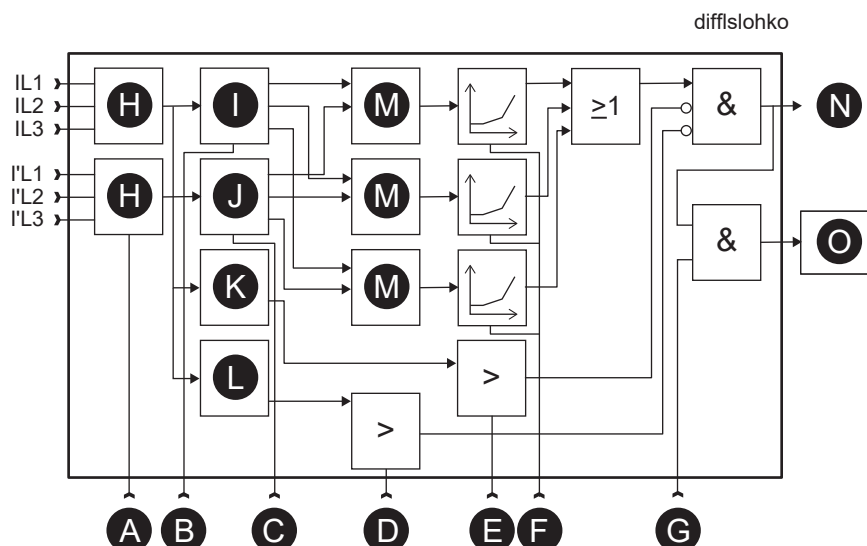 difflslohko
IL1
IL2
IL3
I'L1
I'L2
I'L3
H
I
M
≥1
&
N
H
J
M
&
O
K
M
L
>
>
A
B
C
D
E
F
G